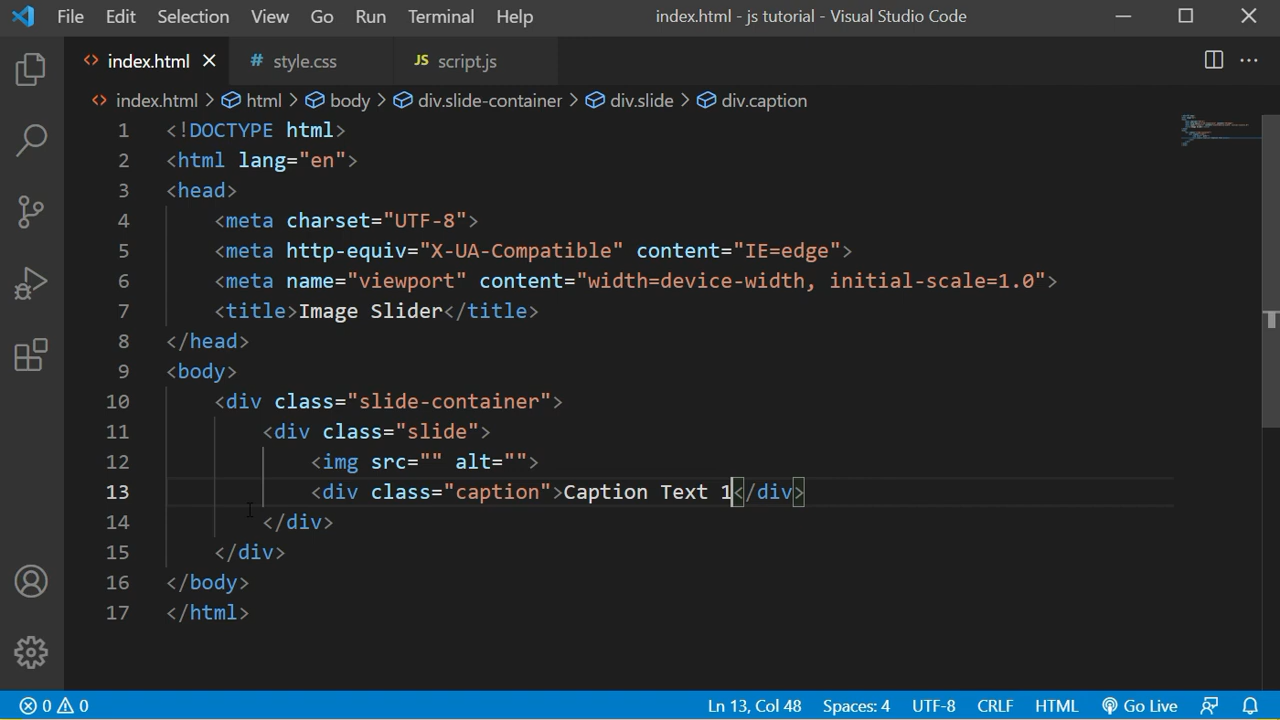 File Edit Selection View Go Run Terminal Help index.html - js tutorial - Visual Studio Code
<> index.html # style.css JS script.js
<> index.html > html > body > div.slide-container > div.slide > div.caption
1 <!DOCTYPE html>
2 <html lang="en">
3 <head>
4 <meta charset="UTF-8">
5 <meta http-equiv="X-UA-Compatible" content="IE=edge">
6 <meta name="viewport" content="width=device-width, initial-scale=1.0">
7 <title>Image Slider</title>
8 </head>
9 <body>
10 <div class="slide-container">
11 <div class="slide">
12 <img src="" alt="">
13 <div class="caption">Caption Text 1</div>
14 </div>
15 </div>
16 </body>
17 </html>
0 0 Ln 13, Col 48 Spaces: 4 UTF-8 CRLF HTML Go Live